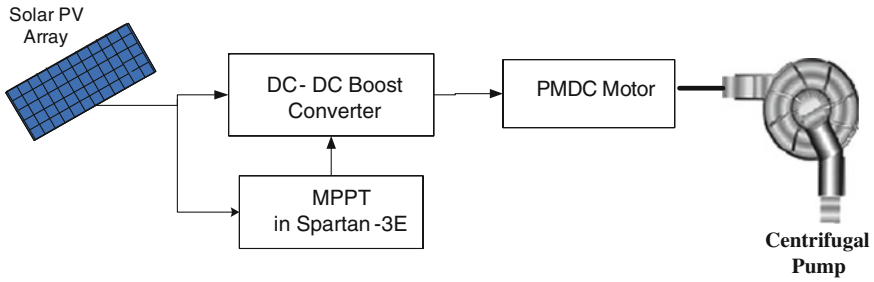 Solar PV
Array
DC- DC Boost
Converter
PMDC Motor
MPPT
in Spartan -3E
Centrifugal
Pump